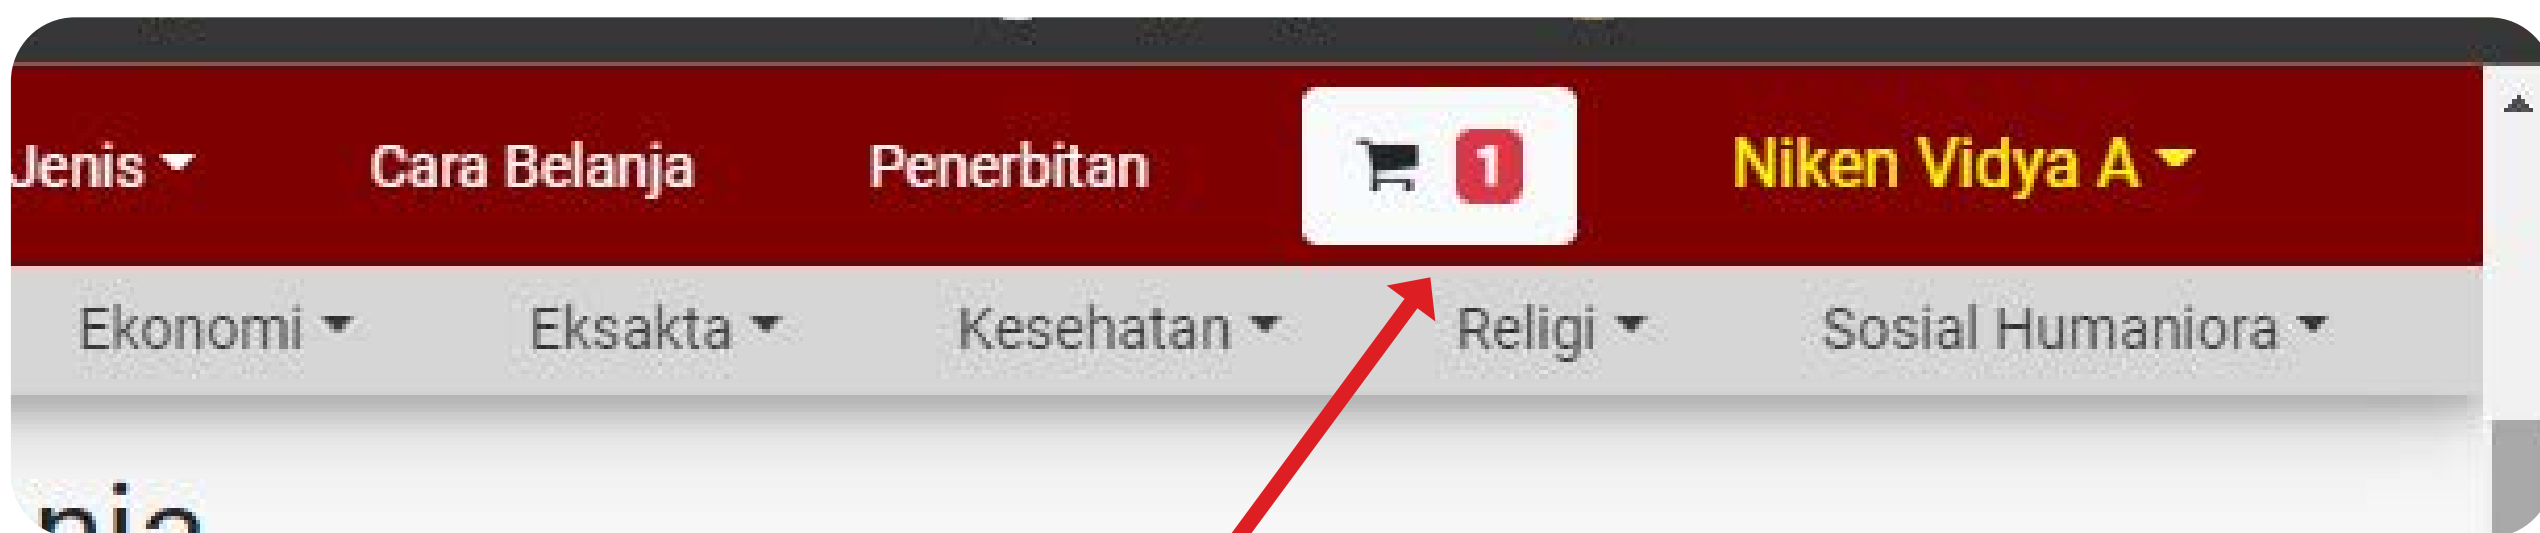 Jenis Cara Belanja Penerbitan 1 Niken Vidya A
Ekonomi Eksakta Kesehatan Religi Sosial Humaniora